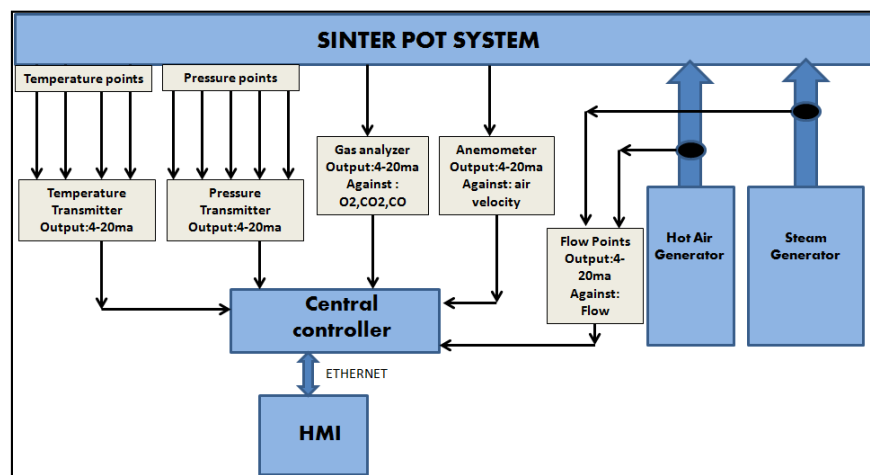 SINTER POT SYSTEM
Temperature points
Pressure points
Gas analyzer
Output:4-20ma
Against :
O2,CO2,CO
Anemometer
Output:4-20ma
Against: air
velocity
Temperature
Transmitter
Output:4-20ma
Pressure
Transmitter
Output:4-20ma
Flow Points
Output:4-
20ma
Against:
Flow
Hot Air
Generator
Steam
Generator
Central
controller
ETHERNET
HMI